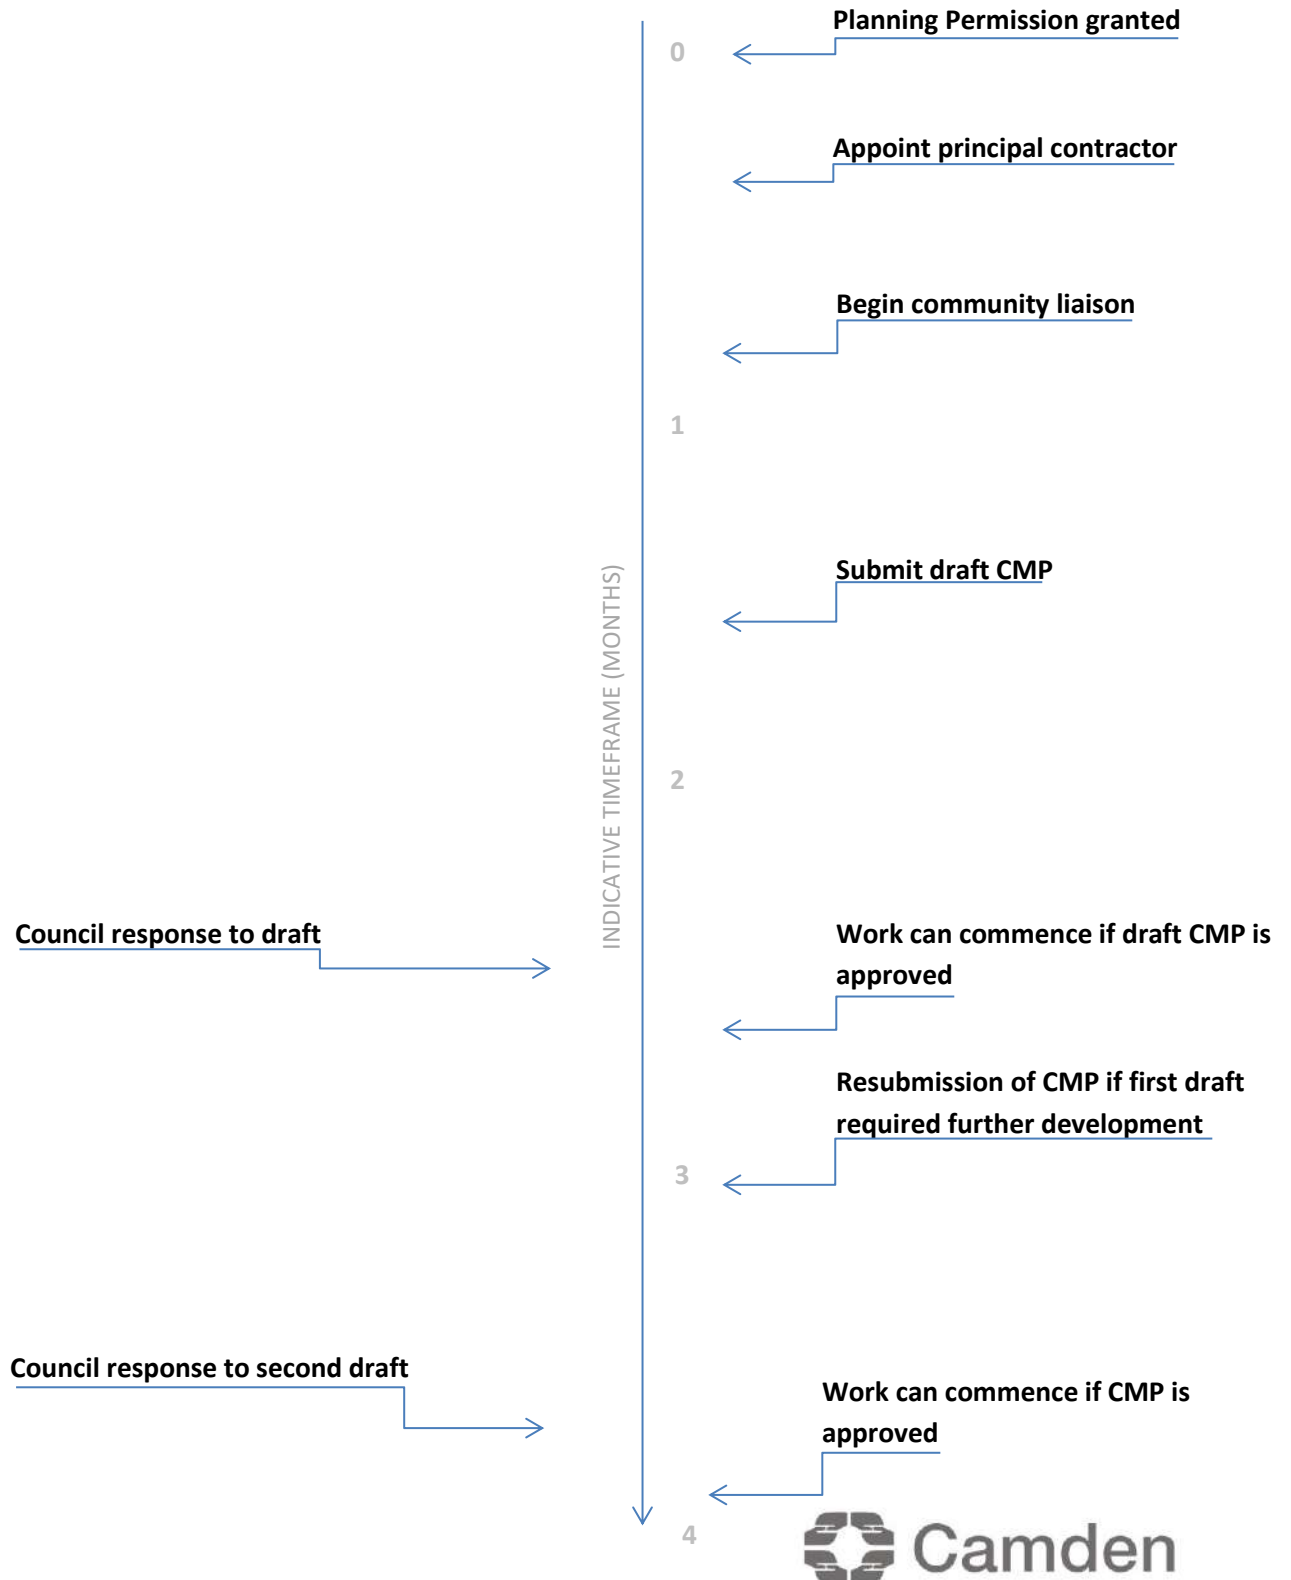 Planning Permission granted
0
Appoint principal contractor
Begin community liaison
1
Submit draft CMP
INDICATIVE TIMEFRAME (MONTHS)
2
Council response to draft
Work can commence if draft CMP is
approved
Resubmission of CMP if first draft
required further development
3
Council response to second draft
Work can commence if CMP is
approved
4
Camden